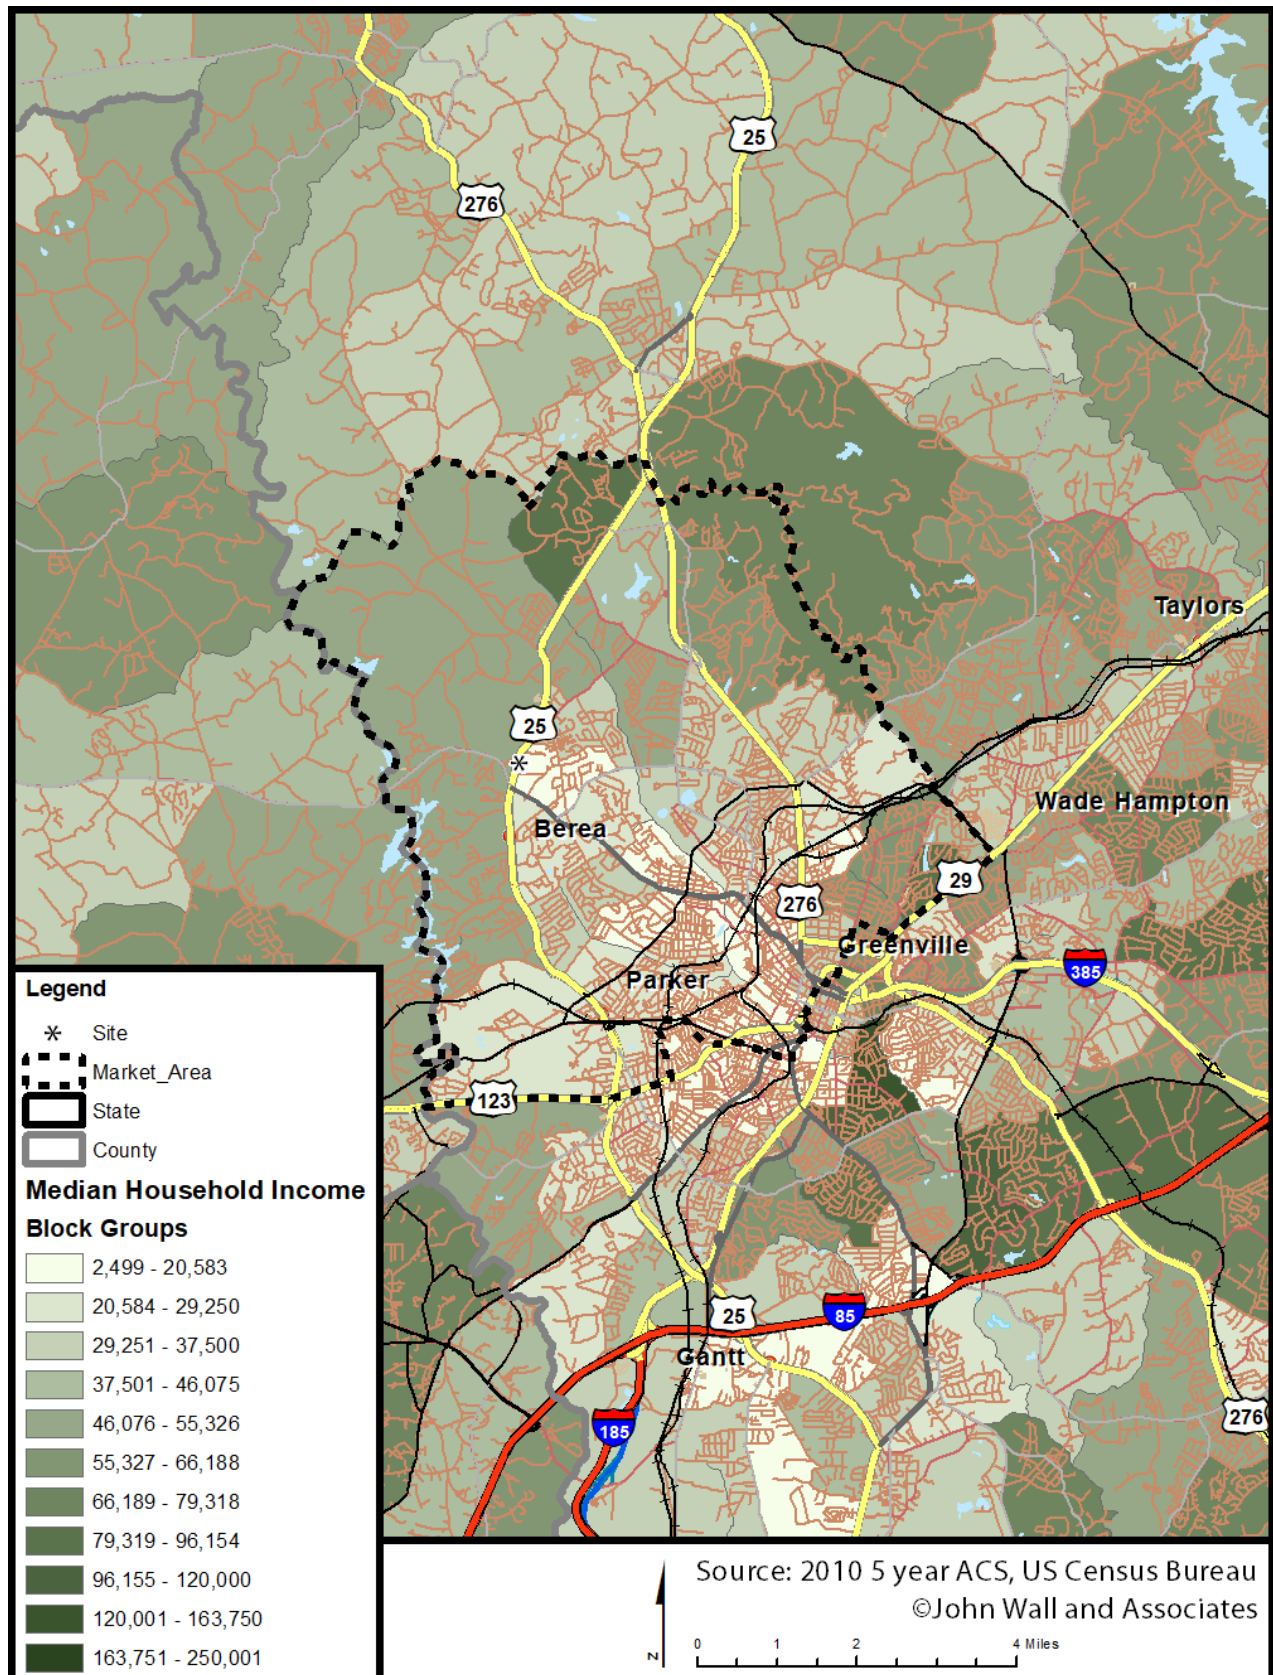 25
276
Taylors
25
Wade Hampton
Berea
29
276
Greenville
385
Parker
123
25
85
Gantt
276
185
Legend
Site
Market_Area
State
County
Median Household Income
Block Groups
2,499 - 20,583
20,584 - 29,250
29,251 - 37,500
37,501 - 46,075
46,076 - 55,326
55,327 - 66,188
66,189 - 79,318
79,319 - 96,154
96,155 - 120,000
120,001 - 163,750
163,751 - 250,001
Source: 2010 5 year ACS, US Census Bureau
©John Wall and Associates
N
0 1 2 4 Miles